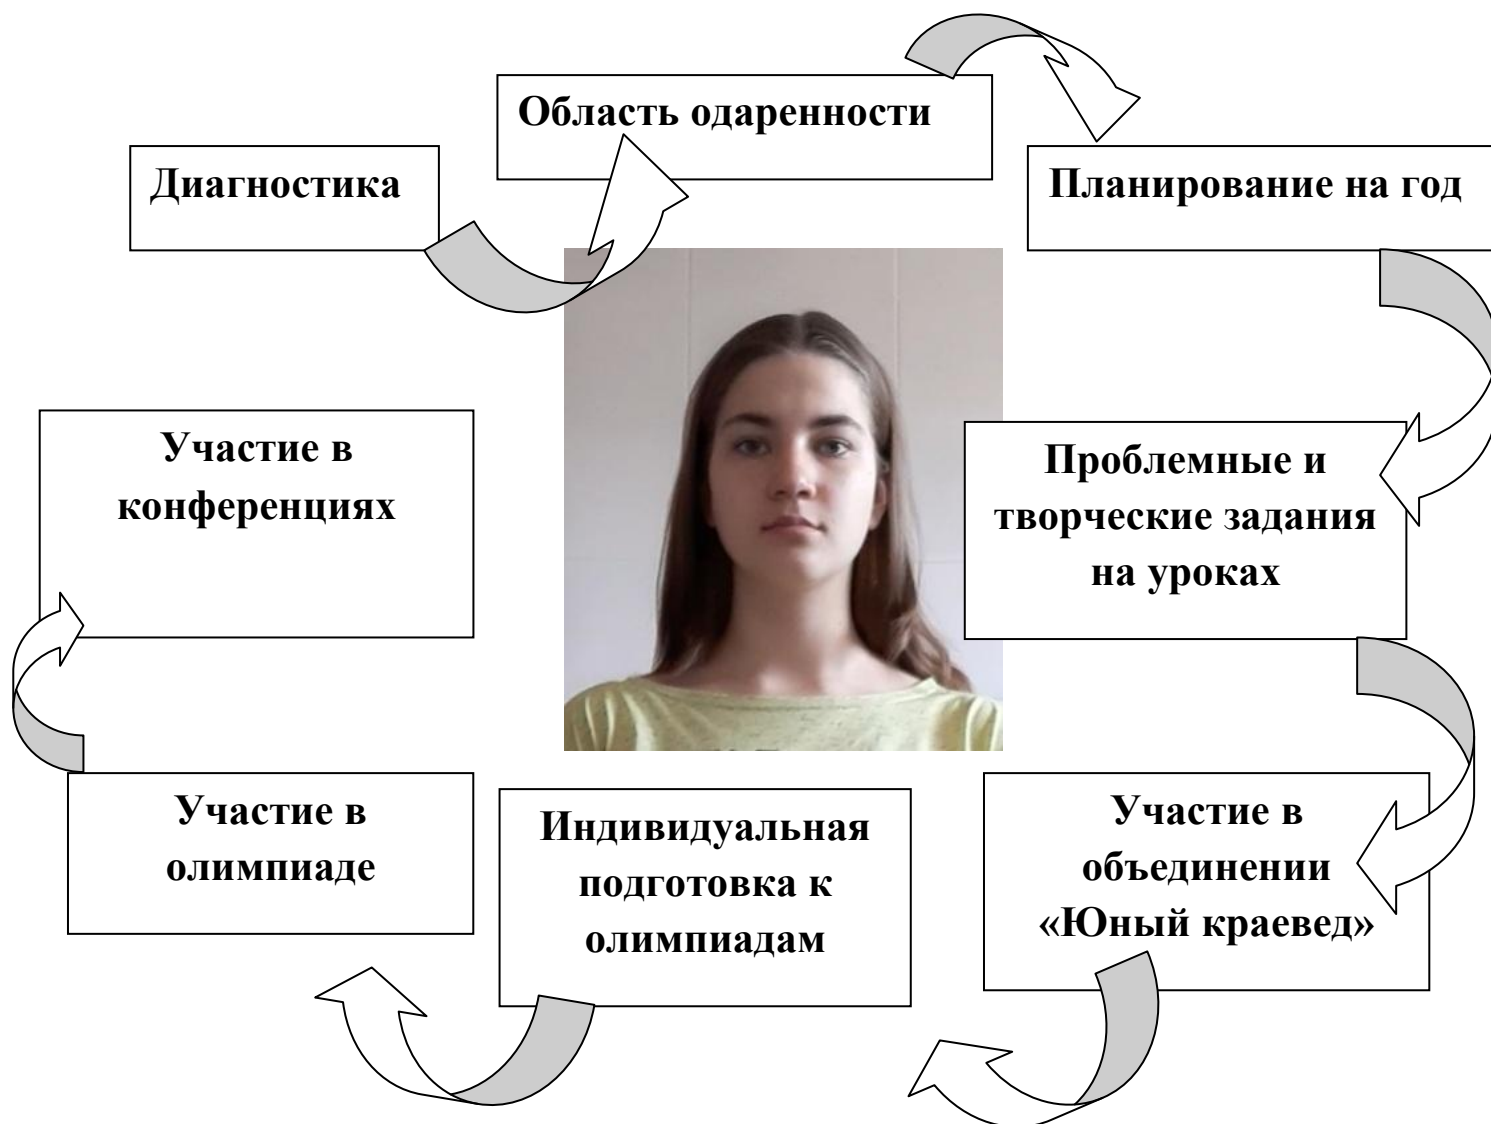 Диагностика
Область одаренности
Планирование на год
Проблемные и
творческие задания
на уроках
Участие в
объединении
«Юный краевед»
Индивидуальная
подготовка к
олимпиадам
Участие в
олимпиаде
Участие в
конференциях